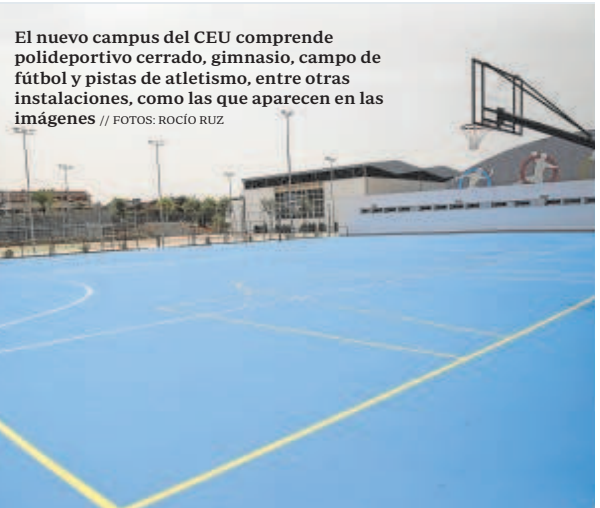 El nuevo campus del CEU comprende
polideportivo cerrado, gimnasio, campo de
fútbol y pistas de atletismo, entre otras
instalaciones, como las que aparecen en las
imágenes // FOTOS: ROCÍO RUZ